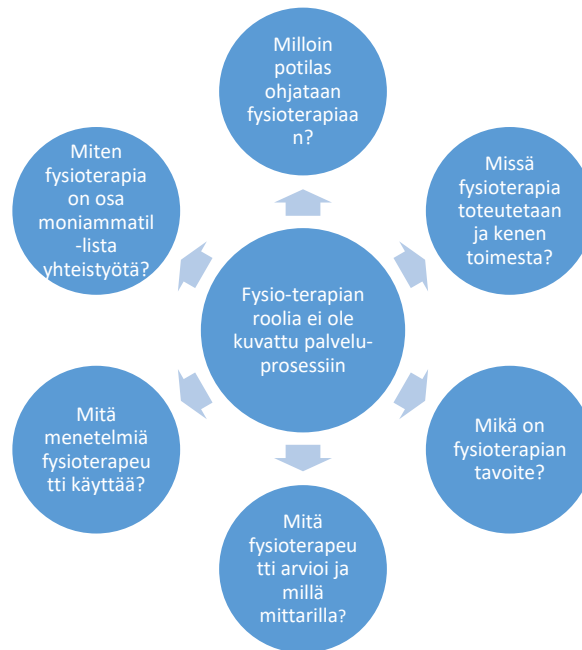 Milloin
potilas
ohjataan
fysioterapiaa
n?
Missä
fysioterapia
toteutetaan
ja kenen
toimesta?
Mikä on
fysioterapian
tavoite?
Mitä
fysioterapeu
tti arvioi ja
millä
mittarilla?
Mitä
menetelmiä
fysioterapeu
tti käyttää?
Miten
fysioterapia
on osa
moniammatil
-lista
yhteistyötä?
Fysio-terapian
roolia ei ole
kuvattu palvelu-
prosessiin